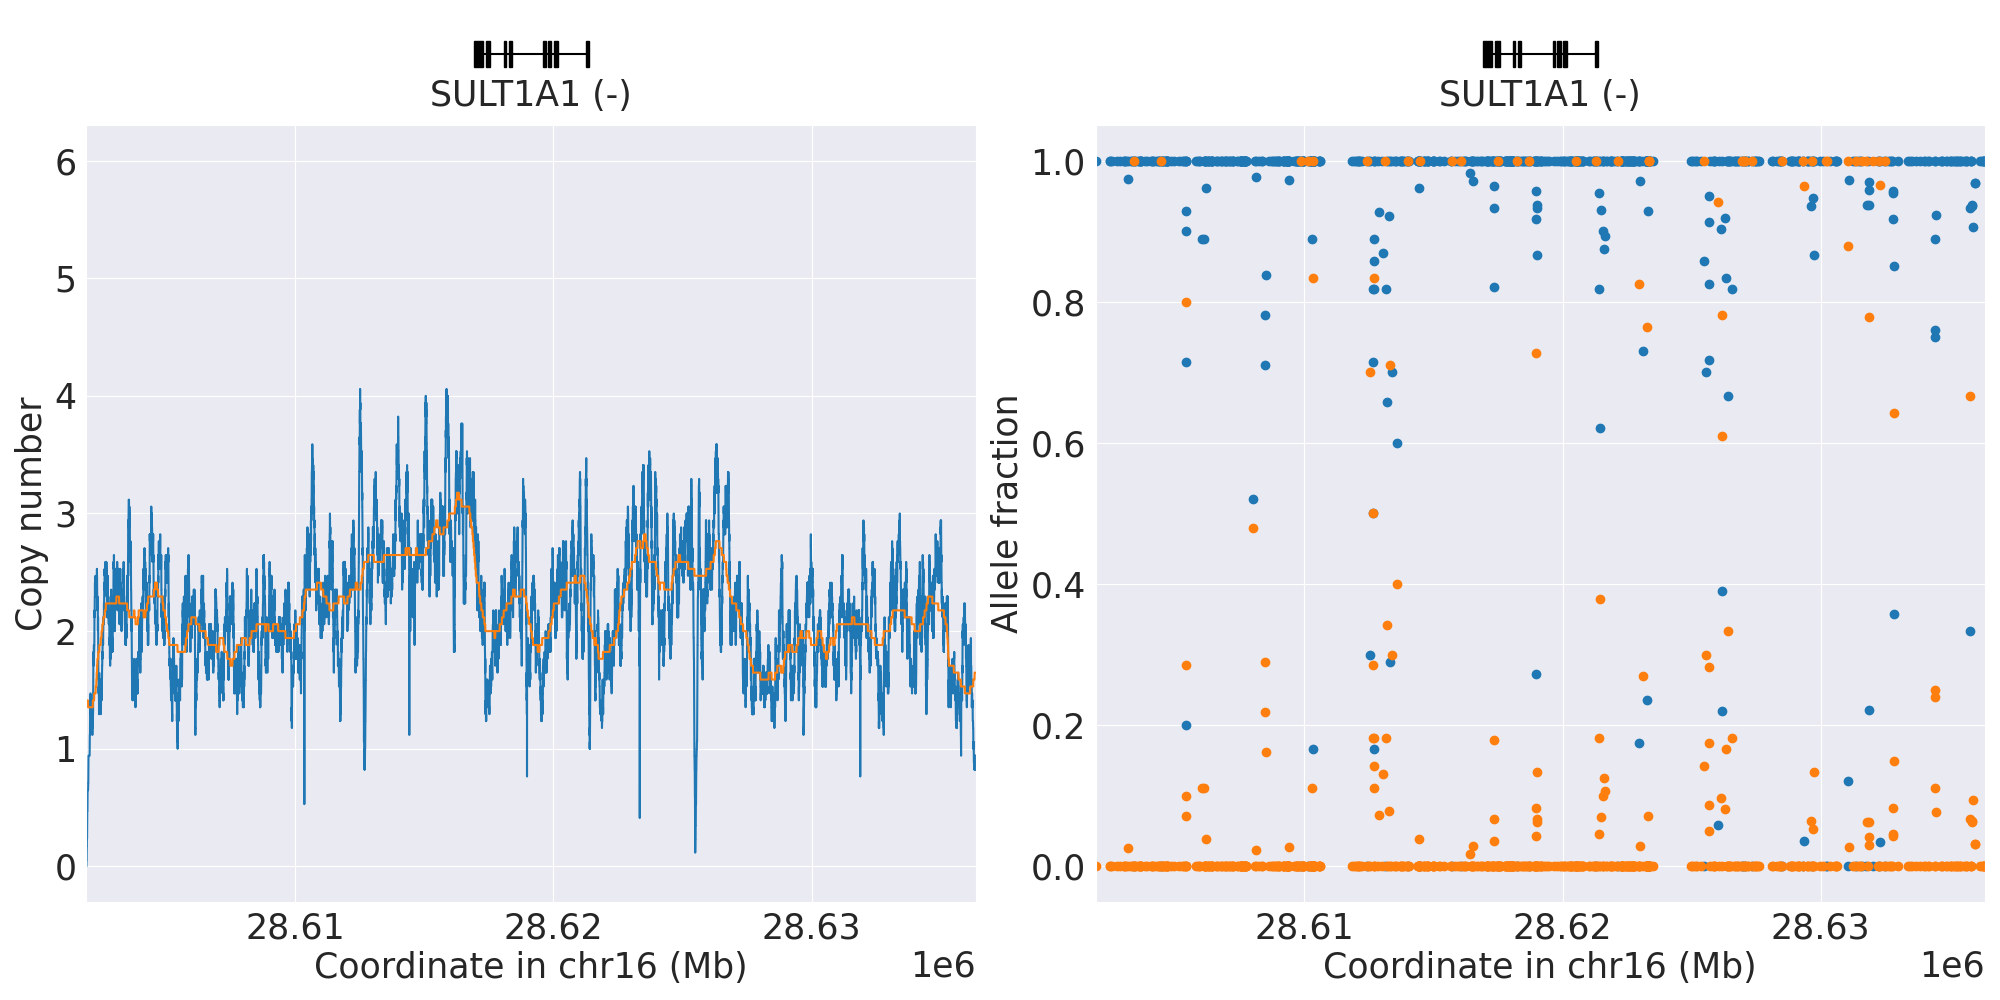 SULT1A1 (-)
6
5
4
3
2
1
0
Copy number
28.61
28.62
28.63
Coordinate in chr16 (Mb)
1e6
SULT1A1 (-)
1.0
0.8
0.6
0.4
0.2
0.0
Allele fraction
28.61
28.62
28.63
Coordinate in chr16 (Mb)
1e6